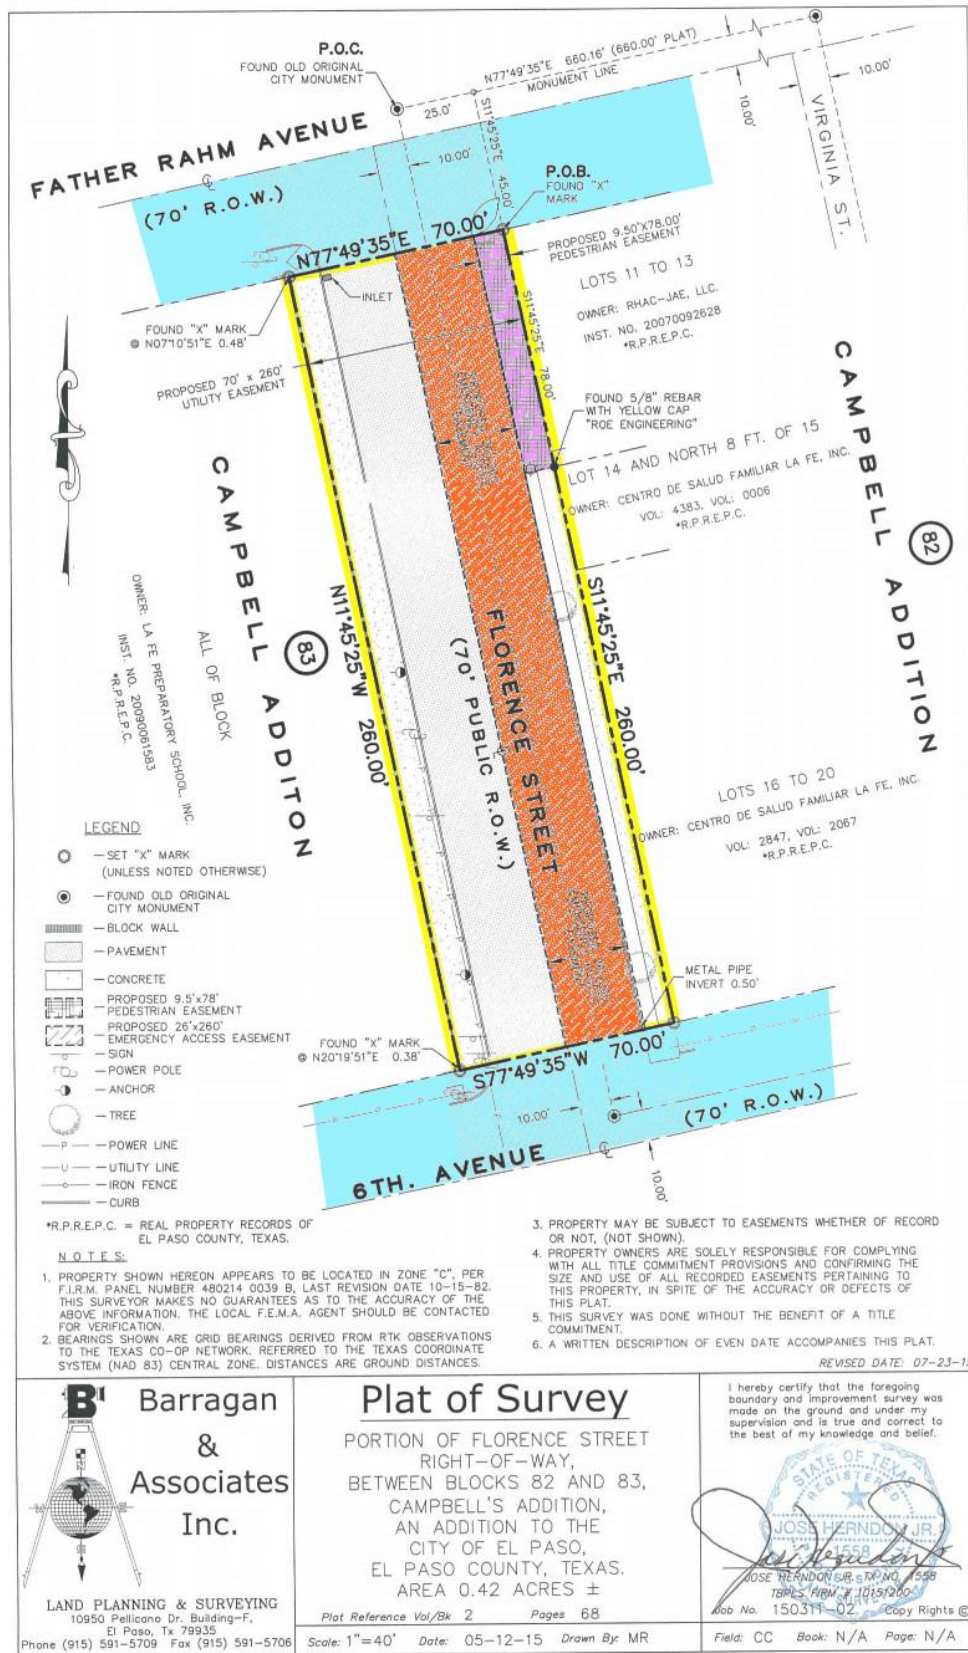 P.O.C.
FOUND OLD ORIGINAL
CITY MONUMENT
N77°49'35"E 660.16' (660.00' PLAT)
MONUMENT LINE
25.0'
10.00'
10.00'
10.00'
VIRGINIA ST.
S11°45'25"E 45.00'
FATHER RAHM AVENUE
(70' R.O.W.)
P.O.B.
FOUND "X"
MARK
N77°49'35"E 70.00'
PROPOSED 9.50'X78.00'
PEDESTRIAN EASEMENT
LOTS 11 TO 13
OWNER: RHAC-JAE, LLC.
INST. NO. 20070092628
*R.P.R.E.P.C.
S11°45'25"E 78.00'
INLET
FOUND "X" MARK
@ N07°10'51"E 0.48'
PROPOSED 70' x 260'
UTILITY EASEMENT
FOUND 5/8" REBAR
WITH YELLOW CAP
"ROE ENGINEERING"
LOT 14 AND NORTH 8 FT. OF 15
OWNER: CENTRO DE SALUD FAMILIAR LA FE, INC.
VOL: 4383, VOL: 0006
*R.P.R.E.P.C.
CAMPBELL ADDITION
82
CAMPBELL ADDITON
83
ALL OF BLOCK
OWNER: LA FE PREPARATORY SCHOOL, INC.
INST. NO. 20090061583
*R.P.R.E.P.C.
N11°45'25"W 260.00'
FLORENCE STREET
(70' PUBLIC R.O.W.)
S11°45'25"E 260.00'
LOTS 16 TO 20
OWNER: CENTRO DE SALUD FAMILIAR LA FE, INC.
VOL: 2847, VOL: 2067
*R.P.R.E.P.C.
METAL PIPE
INVERT 0.50'
FOUND "X" MARK
@ N20°19'51"E 0.38'
S77°49'35"W 70.00'
10.00'
(70' R.O.W.)
6TH. AVENUE
10.00'
LEGEND
— SET "X" MARK
(UNLESS NOTED OTHERWISE)
— FOUND OLD ORIGINAL
CITY MONUMENT
— BLOCK WALL
— PAVEMENT
— CONCRETE
— PROPOSED 9.5'x78'
PEDESTRIAN EASEMENT
— PROPOSED 26'x260'
EMERGENCY ACCESS EASEMENT
— SIGN
— POWER POLE
— ANCHOR
— TREE
P — POWER LINE
U — UTILITY LINE
— IRON FENCE
— CURB
*R.P.R.E.P.C. = REAL PROPERTY RECORDS OF
EL PASO COUNTY, TEXAS.
NOTES:
1. PROPERTY SHOWN HEREON APPEARS TO BE LOCATED IN ZONE "C", PER
F.I.R.M. PANEL NUMBER 480214 0039 B, LAST REVISION DATE 10-15-82.
THIS SURVEYOR MAKES NO GUARANTEES AS TO THE ACCURACY OF THE
ABOVE INFORMATION. THE LOCAL F.E.M.A. AGENT SHOULD BE CONTACTED
FOR VERIFICATION.
2. BEARINGS SHOWN ARE GRID BEARINGS DERIVED FROM RTK OBSERVATIONS
TO THE TEXAS CO-OP NETWORK. REFERRED TO THE TEXAS COORDINATE
SYSTEM (NAD 83) CENTRAL ZONE. DISTANCES ARE GROUND DISTANCES.
3. PROPERTY MAY BE SUBJECT TO EASEMENTS WHETHER OF RECORD
OR NOT, (NOT SHOWN).
4. PROPERTY OWNERS ARE SOLELY RESPONSIBLE FOR COMPLYING
WITH ALL TITLE COMMITMENT PROVISIONS AND CONFIRMING THE
SIZE AND USE OF ALL RECORDED EASEMENTS PERTAINING TO
THIS PROPERTY, IN SPITE OF THE ACCURACY OR DEFECTS OF
THIS PLAT.
5. THIS SURVEY WAS DONE WITHOUT THE BENEFIT OF A TITLE
COMMITMENT.
6. A WRITTEN DESCRIPTION OF EVEN DATE ACCOMPANIES THIS PLAT.
REVISED DATE: 07-23-15
B
Barragan
&
Associates
Inc.
LAND PLANNING & SURVEYING
10950 Pellicano Dr. Building-F,
El Paso, Tx 79935
Phone (915) 591-5709 Fax (915) 591-5706
Plat of Survey
PORTION OF FLORENCE STREET
RIGHT-OF-WAY,
BETWEEN BLOCKS 82 AND 83,
CAMPBELL'S ADDITION,
AN ADDITION TO THE
CITY OF EL PASO,
EL PASO COUNTY, TEXAS.
AREA 0.42 ACRES ±
Plat Reference Vol/Bk 2 Pages 68
Scale: 1"=40' Date: 05-12-15 Drawn By: MR
I hereby certify that the foregoing
boundary and improvement survey was
made on the ground and under my
supervision and is true and correct to
the best of my knowledge and belief.
STATE OF TEXAS
REGISTERED
JOSE HERNDON JR.
1558
JOSE HERNDON JR. TX NO. 1558
TBPLS FIRM # 10151200
Job No. 150311-02 Copy Rights ©
Field: CC Book: N/A Page: N/A